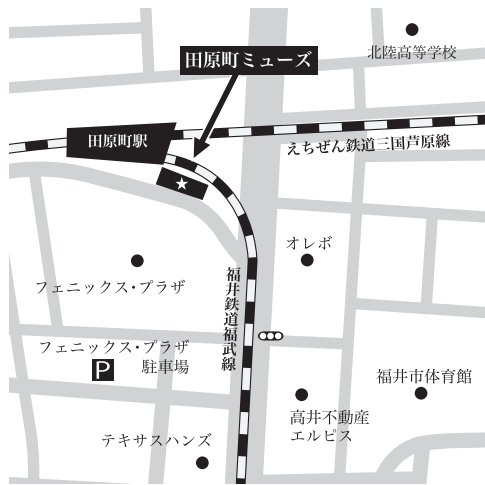 北陸高等学校
田原町ミューズ
田原町駅
えちぜん鉄道三国芦原線
オレボ
フェニックス・プラザ
福井鉄道福武線
フェニックス・プラザ
P 駐車場
福井市体育館
高井不動産
エルピス
テキサスハンズ